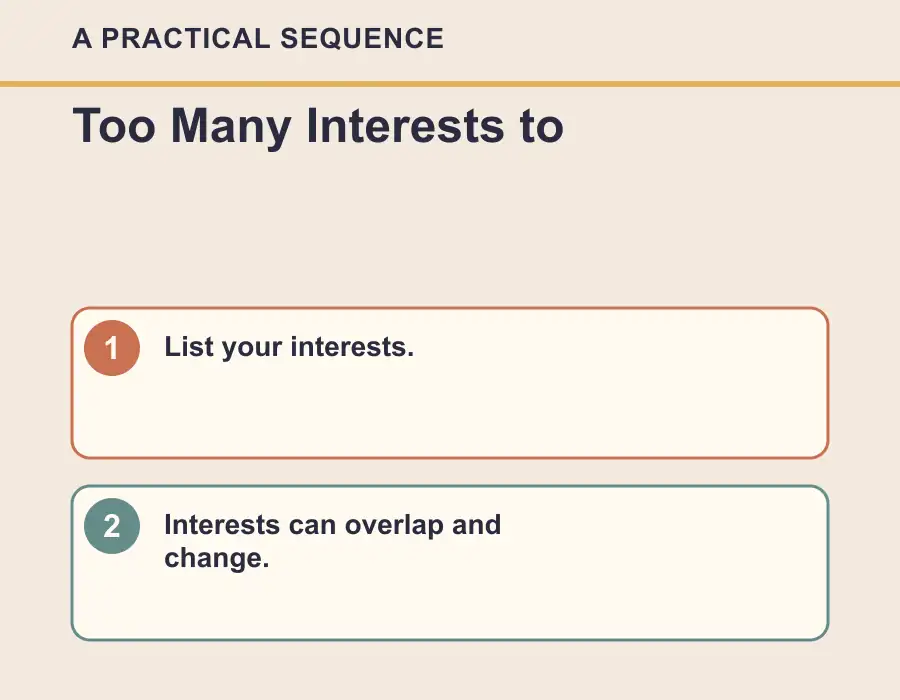 A PRACTICAL SEQUENCE
Too Many Interests to
1
List your interests.
2
Interests can overlap and
change.